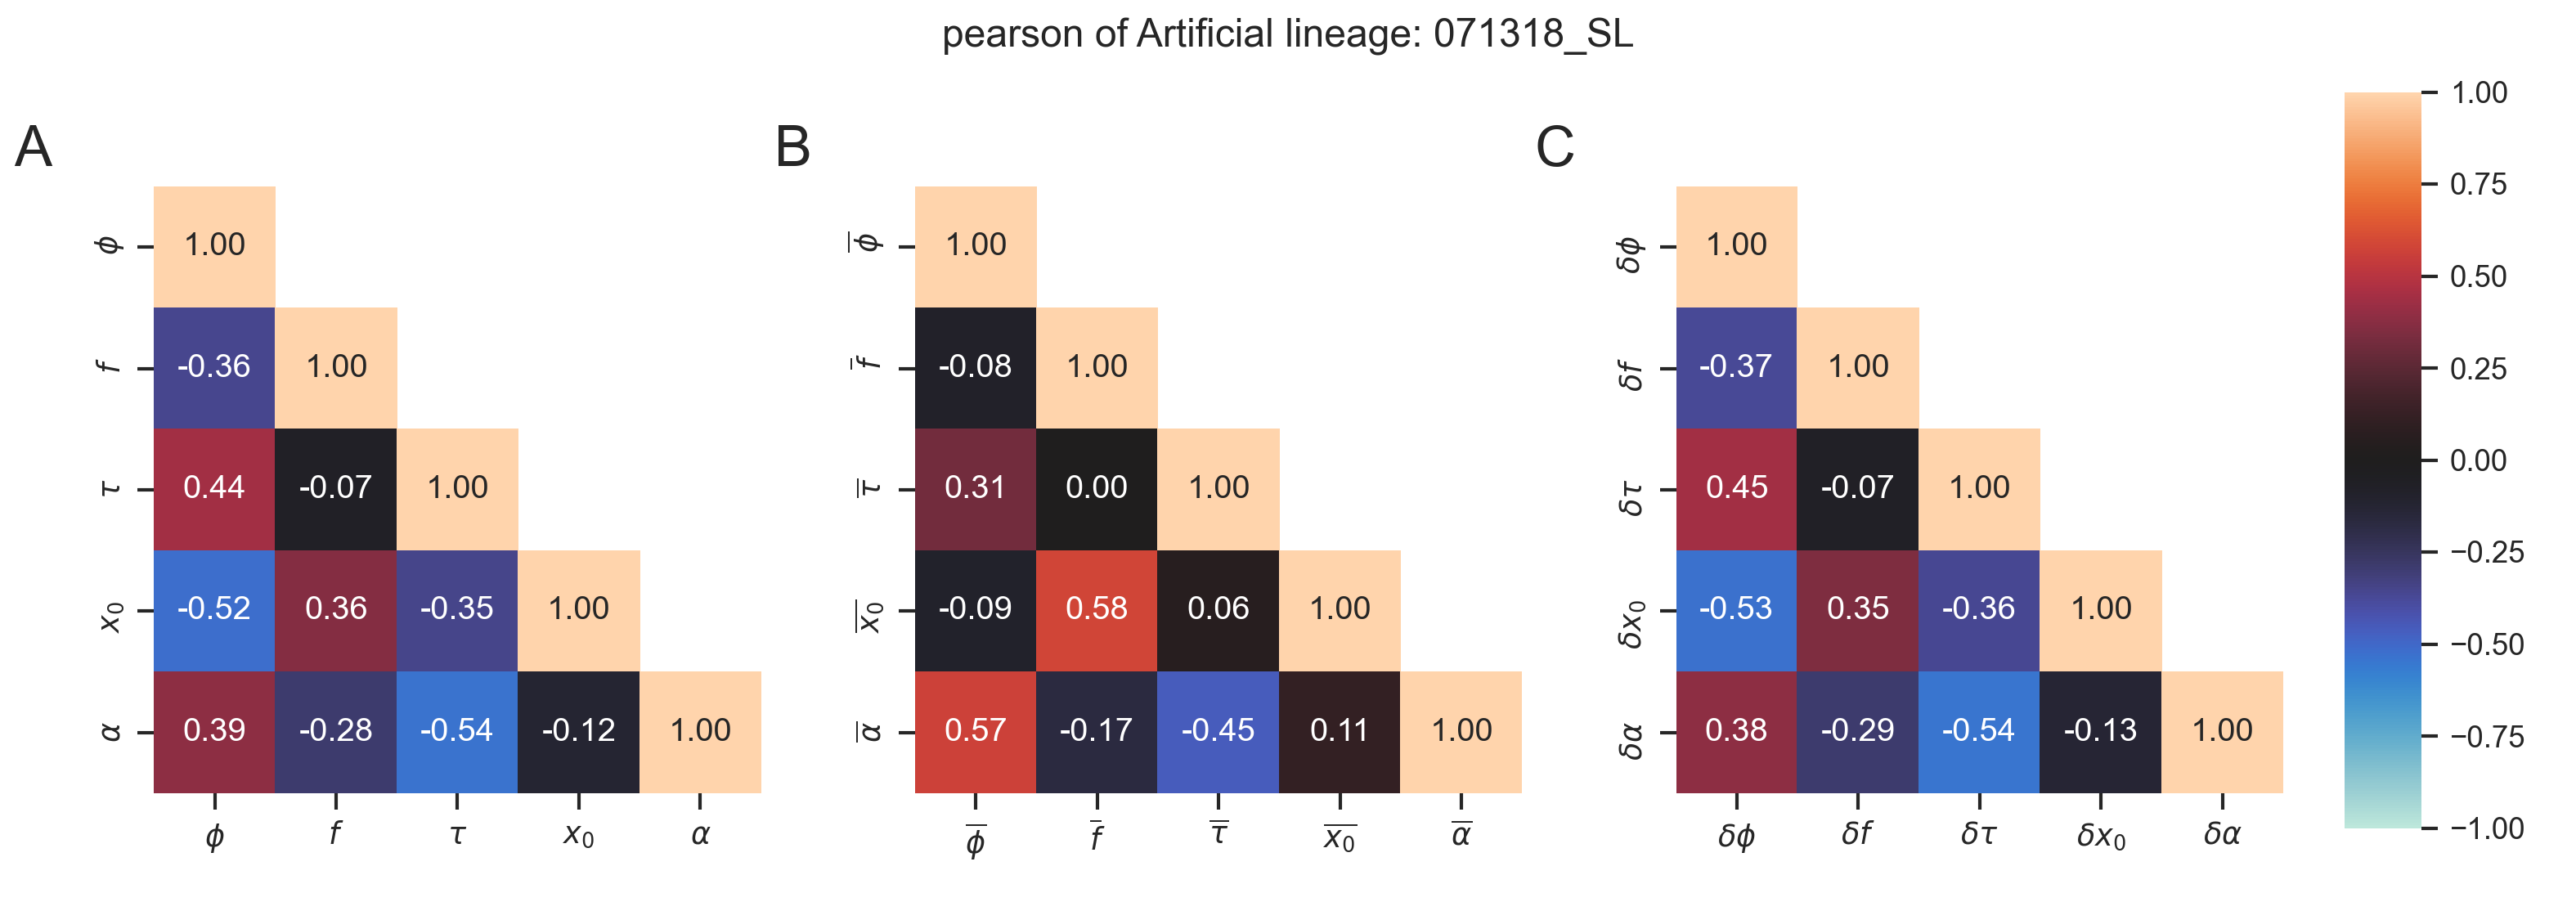 pearson of Artificial lineage: 071318_SL
A
ϕ
1.00
f
-0.36 1.00
τ
0.44 -0.07 1.00
x₀
-0.52 0.36 -0.35 1.00
α
0.39 -0.28 -0.54 -0.12 1.00
ϕ f τ x₀ α
B
ϕ̅
1.00
f̅
-0.08 1.00
τ̅
0.31 0.00 1.00
x̅₀̅
-0.09 0.58 0.06 1.00
α̅
0.57 -0.17 -0.45 0.11 1.00
ϕ̅ f̅ τ̅ x̅₀̅ α̅
C
δϕ
1.00
δf
-0.37 1.00
δτ
0.45 -0.07 1.00
δx₀
-0.53 0.35 -0.36 1.00
δα
0.38 -0.29 -0.54 -0.13 1.00
δϕ δf δτ δx₀ δα
1.00
0.75
0.50
0.25
0.00
−0.25
−0.50
−0.75
−1.00